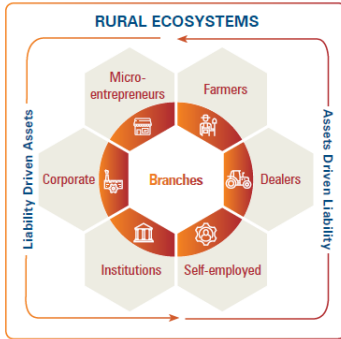 RURAL ECOSYSTEMS
Micro-
entrepreneurs
Farmers
Liability Driven Assets
Corporate
Branches
Dealers
Assets Driven Liability
Institutions
Self-employed